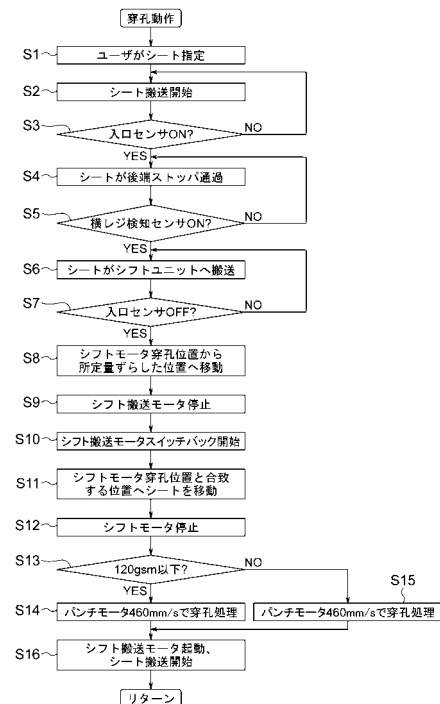 穿孔動作
S1
ユーザがシート指定
S2
シート搬送開始
S3
入口センサON?
NO
YES
S4
シートが後端ストッパ通過
S5
横レジ検知センサON?
NO
YES
S6
シートがシフトユニットへ搬送
S7
入口センサOFF?
NO
YES
S8
シフトモータ穿孔位置から
所定量ずらした位置へ移動
S9
シフト搬送モータ停止
S10
シフト搬送モータスイッチバック開始
S11
シフトモータ穿孔位置と合致
する位置へシートを移動
S12
シフトモータ停止
S13
120gsm以下?
NO
YES
S14
パンチモータ460mm/sで穿孔処理
S15
パンチモータ460mm/sで穿孔処理
S16
シフト搬送モータ起動、
シート搬送開始
リターン